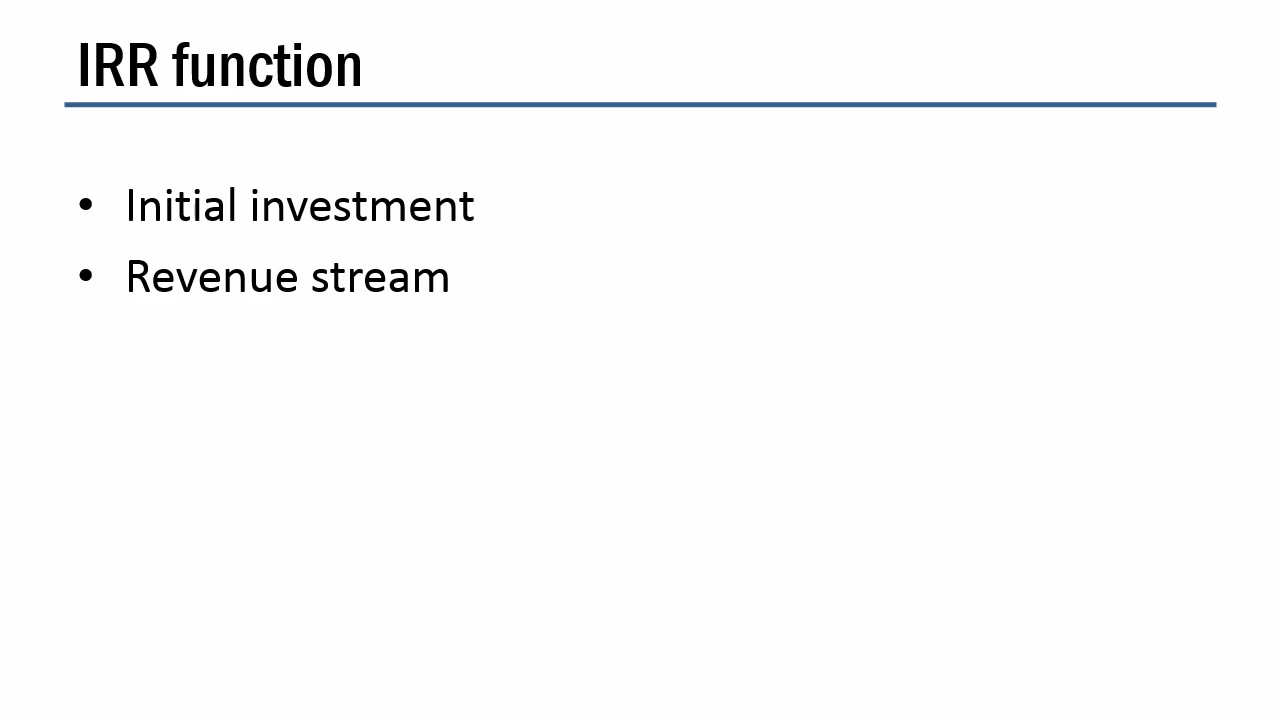 IRR function
• Initial investment
• Revenue stream